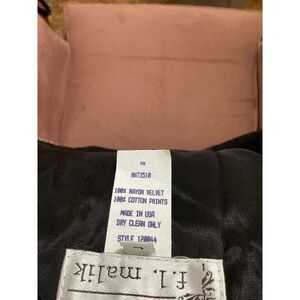 RN73510
100% RAYON VELVET
100% COTTON PRINTS
MADE IN USA
DRY CLEAN ONLY
STYLE 120044
f.l. malik